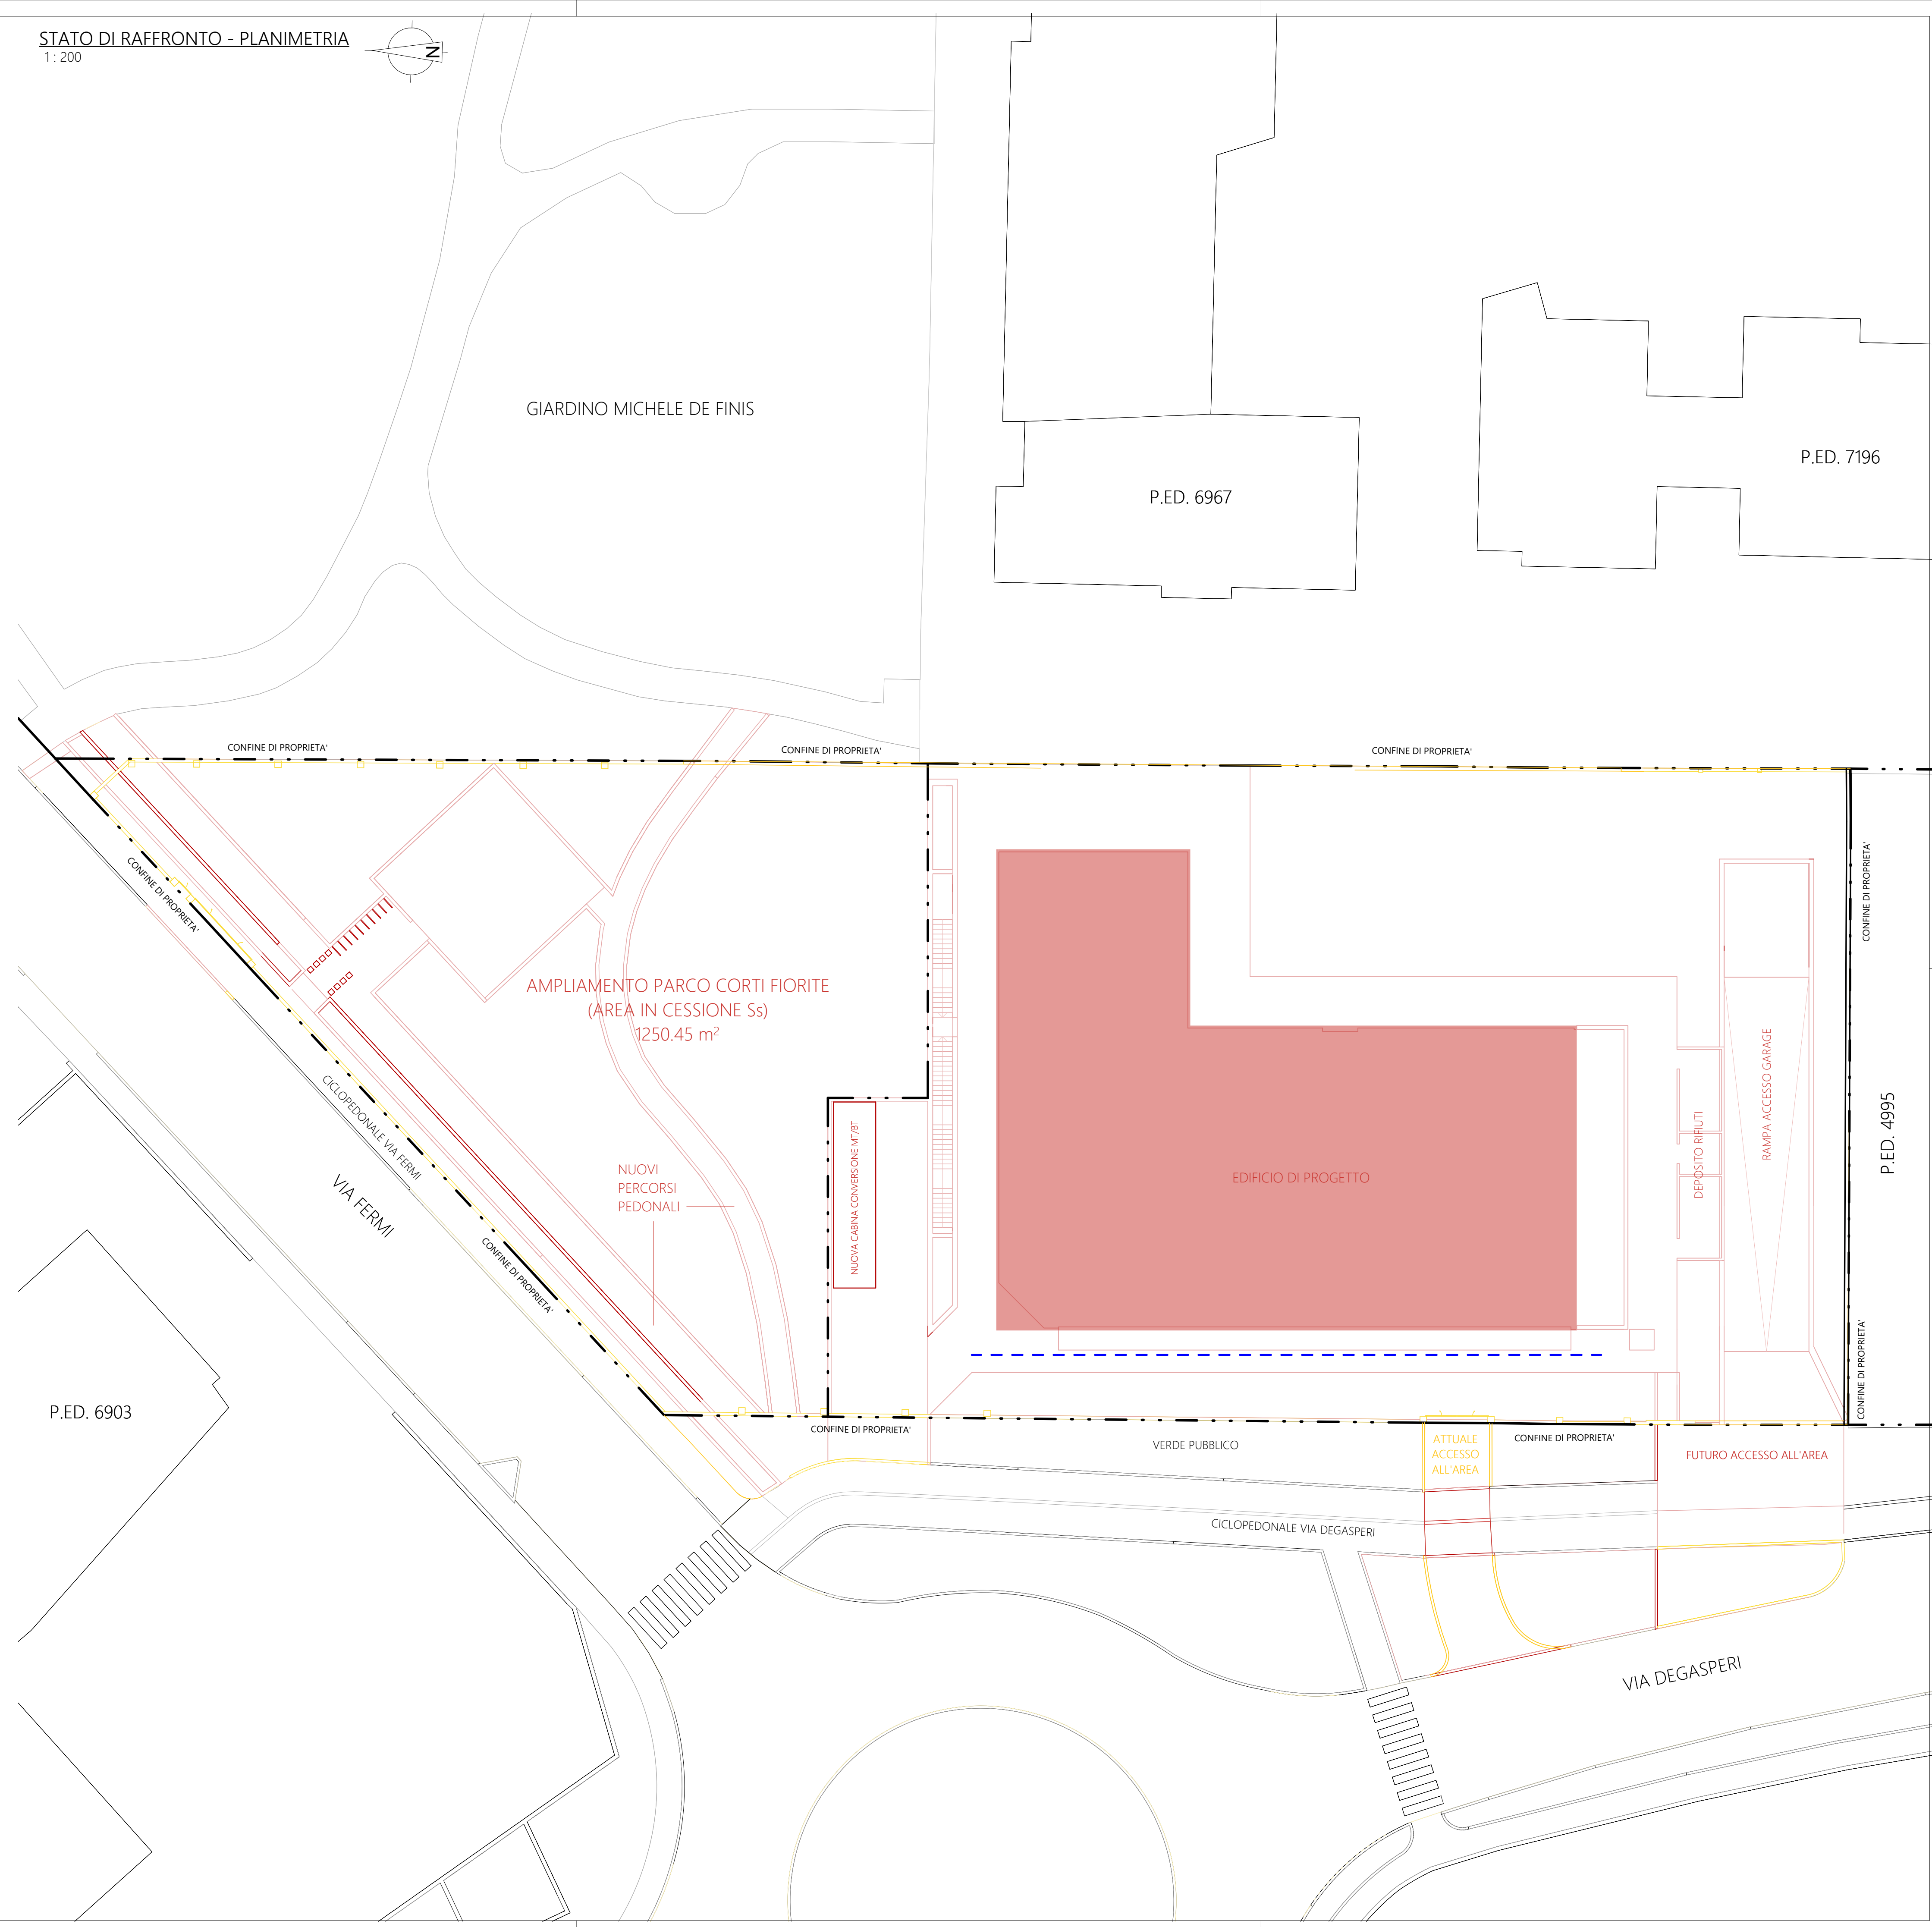 STATO DI RAFFRONTO - PLANIMETRIA
1 : 200
N
GIARDINO MICHELE DE FINIS
P.ED. 6967
P.ED. 7196
CONFINE DI PROPRIETA'
CONFINE DI PROPRIETA'
CONFINE DI PROPRIETA'
CONFINE DI PROPRIETA'
CONFINE DI PROPRIETA'
AMPLIAMENTO PARCO CORTI FIORITE
(AREA IN CESSIONE Ss)
1250.45 m²
CICLOPEDONALE VIA FERMI
VIA FERMI
NUOVI
PERCORSI
PEDONALI
NUOVA CABINA CONVERSIONE MT/BT
EDIFICIO DI PROGETTO
DEPOSITO RIFIUTI
RAMPA ACCESSO GARAGE
P.ED. 4995
CONFINE DI PROPRIETA'
CONFINE DI PROPRIETA'
P.ED. 6903
CONFINE DI PROPRIETA'
VERDE PUBBLICO
ATTUALE
ACCESSO
ALL'AREA
CONFINE DI PROPRIETA'
FUTURO ACCESSO ALL'AREA
CICLOPEDONALE VIA DEGASPERI
VIA DEGASPERI